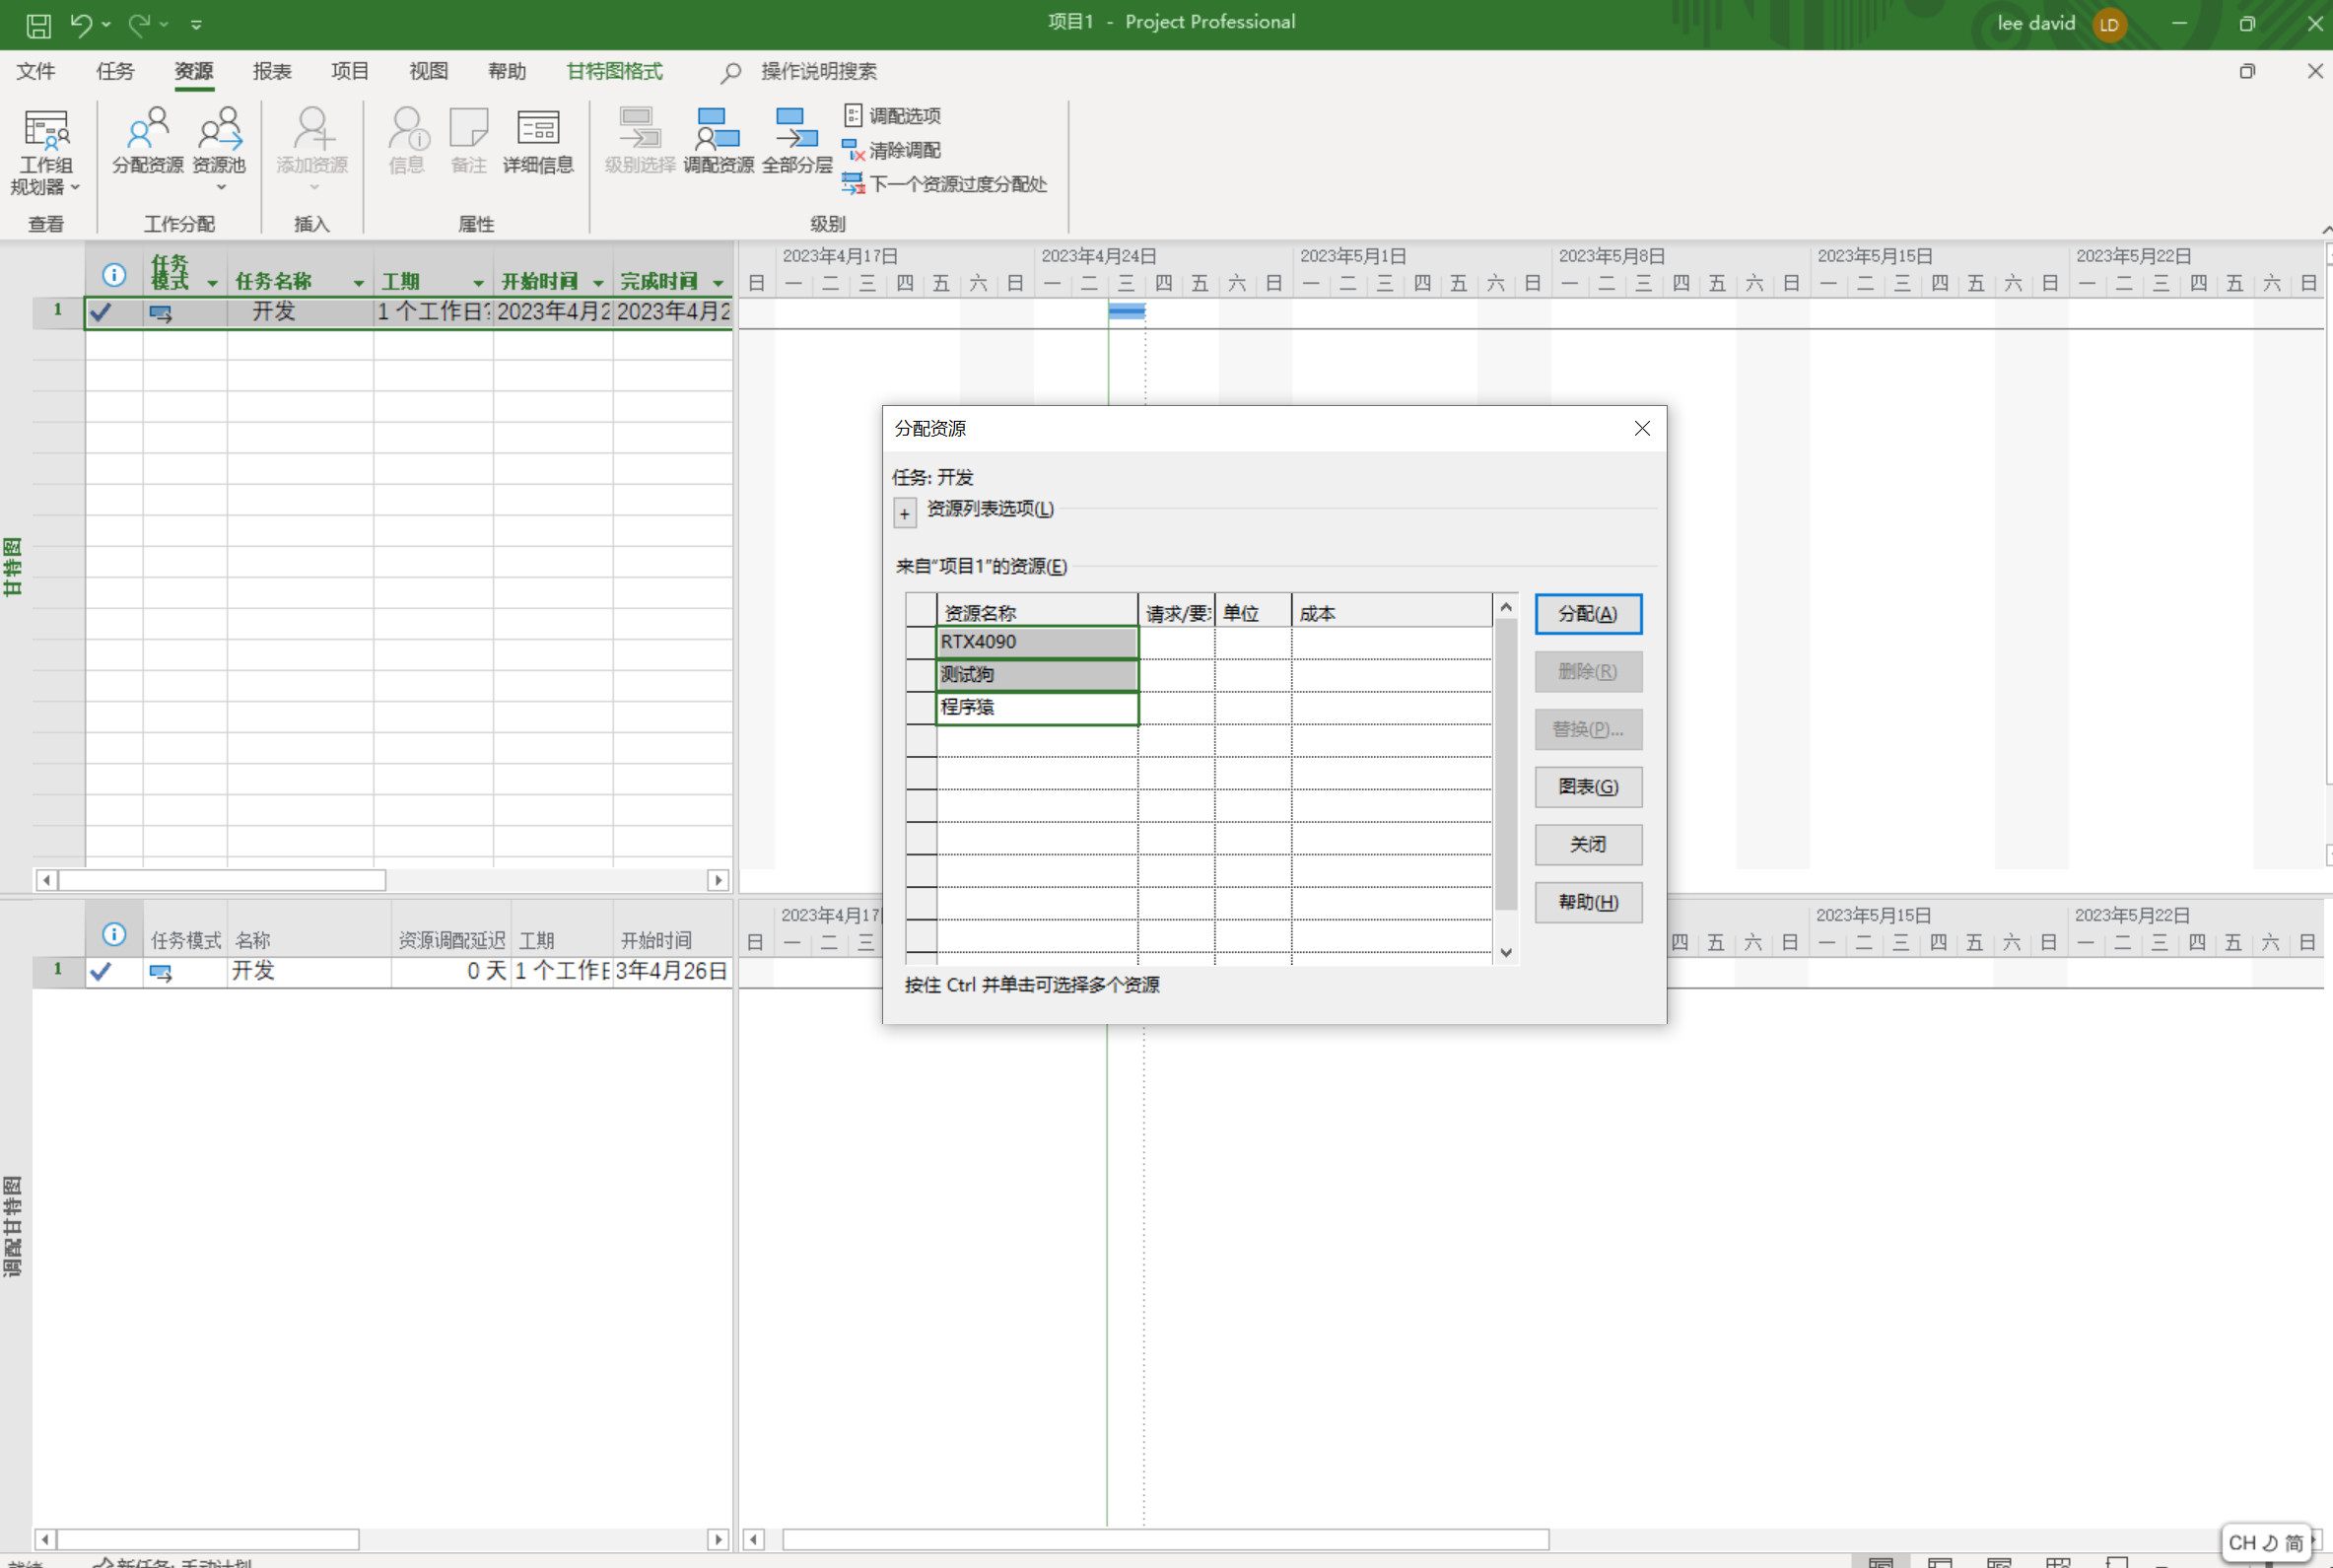 项目1 - Project Professional
lee david LD
文件 任务 资源 报表 项目 视图 帮助 甘特图格式 操作说明搜索
工作组
规划器
查看
分配资源 资源池
工作分配
添加资源
插入
信息 备注 详细信息
属性
级别选择 调配资源 全部分层
调配选项
清除调配
下一个资源过度分配处
级别
任务
模式 任务名称 工期 开始时间 完成时间
2023年4月17日 2023年4月24日 2023年5月1日 2023年5月8日 2023年5月15日 2023年5月22日
日 一 二 三 四 五 六 日 一 二 三 四 五 六 日 一 二 三 四 五 六 日 一 二 三 四 五 六 日 一 二 三 四 五 六 日 一 二 三 四 五 六 日
1 开发 1 个工作日? 2023年4月2 2023年4月2
甘特图
分配资源
任务: 开发
+ 资源列表选项(L)
来自“项目1”的资源(E)
资源名称 请求/要 单位 成本
RTX4090
测试狗
程序猿
分配(A)
删除(R)
替换(P)...
图表(G)
关闭
帮助(H)
按住 Ctrl 并单击可选择多个资源
任务模式 名称 资源调配延迟 工期 开始时间
2023年4月17 2023年5月15日 2023年5月22日
日 一 二 三 四 五 六 日 一 二 三 四 五 六 日 一 二 三 四 五 六 日
1 开发 0 天 1 个工作日 3年4月26日
调配甘特图
CH 简
新任务: 手动计划